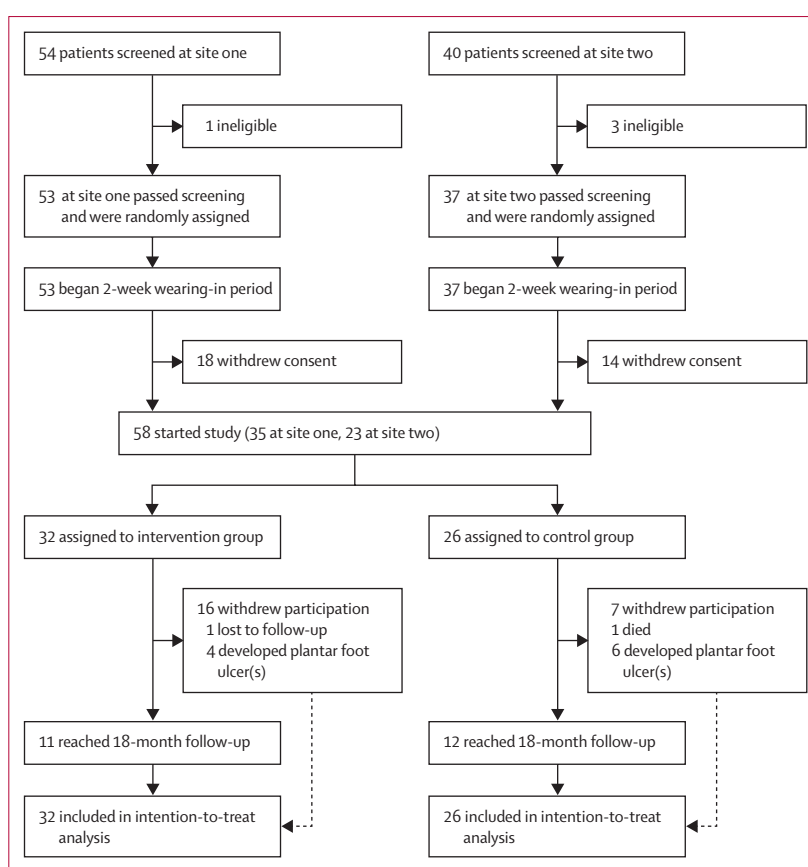 54 patients screened at site one
40 patients screened at site two
1 ineligible
3 ineligible
53 at site one passed screening
and were randomly assigned
37 at site two passed screening
and were randomly assigned
53 began 2-week wearing-in period
37 began 2-week wearing-in period
18 withdrew consent
14 withdrew consent
58 started study (35 at site one, 23 at site two)
32 assigned to intervention group
26 assigned to control group
16 withdrew participation
1 lost to follow-up
4 developed plantar foot
ulcer(s)
7 withdrew participation
1 died
6 developed plantar foot
ulcer(s)
11 reached 18-month follow-up
12 reached 18-month follow-up
32 included in intention-to-treat
analysis
26 included in intention-to-treat
analysis